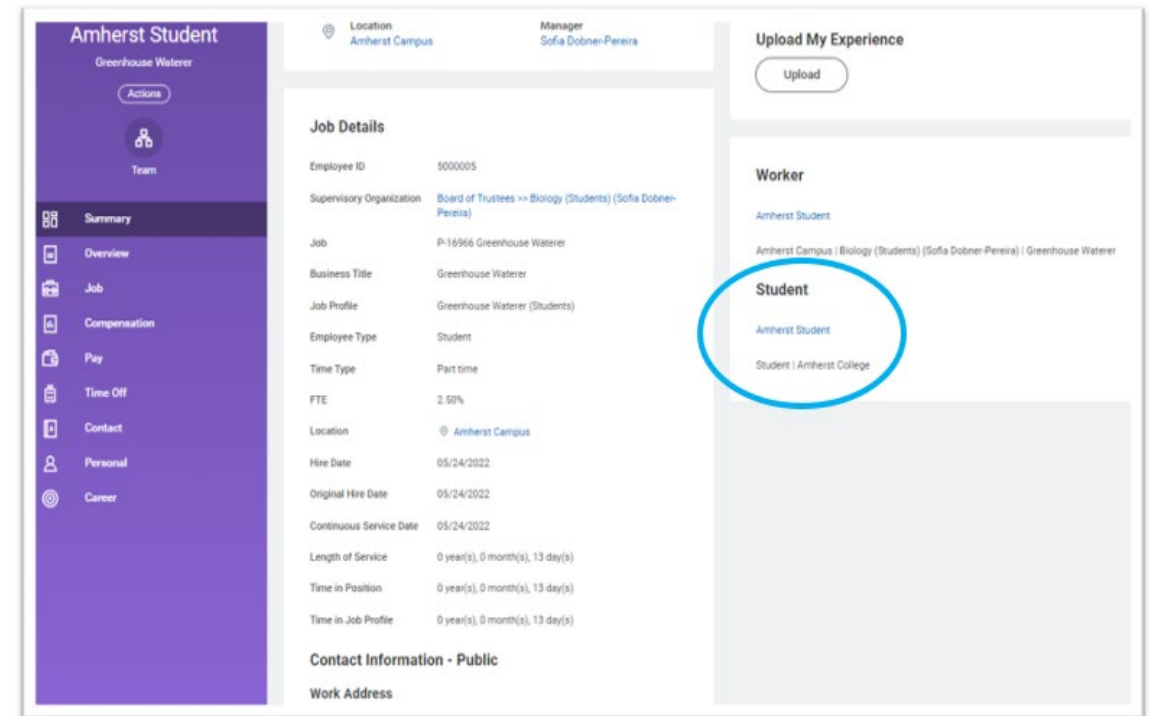 Amherst Student
Greenhouse Waterer
Actions
Team
Summary
Overview
Job
Compensation
Pay
Time Off
Contact
Personal
Career
Location
Amherst Campus
Manager
Sofia Dobner-Pereira
Job Details
Employee ID 5000005
Supervisory Organization Board of Trustees >> Biology (Students) (Sofia Dobner-
Pereira)
Job P-16966 Greenhouse Waterer
Business Title Greenhouse Waterer
Job Profile Greenhouse Waterer (Students)
Employee Type Student
Time Type Part time
FTE 2.50%
Location Amherst Campus
Hire Date 05/24/2022
Original Hire Date 05/24/2022
Continuous Service Date 05/24/2022
Length of Service 0 year(s), 0 month(s), 13 day(s)
Time in Position 0 year(s), 0 month(s), 13 day(s)
Time in Job Profile 0 year(s), 0 month(s), 13 day(s)
Contact Information - Public
Work Address
Upload My Experience
Upload
Worker
Amherst Student
Amherst Campus | Biology (Students) (Sofia Dobner-Pereira) | Greenhouse Waterer
Student
Amherst Student
Student | Amherst College